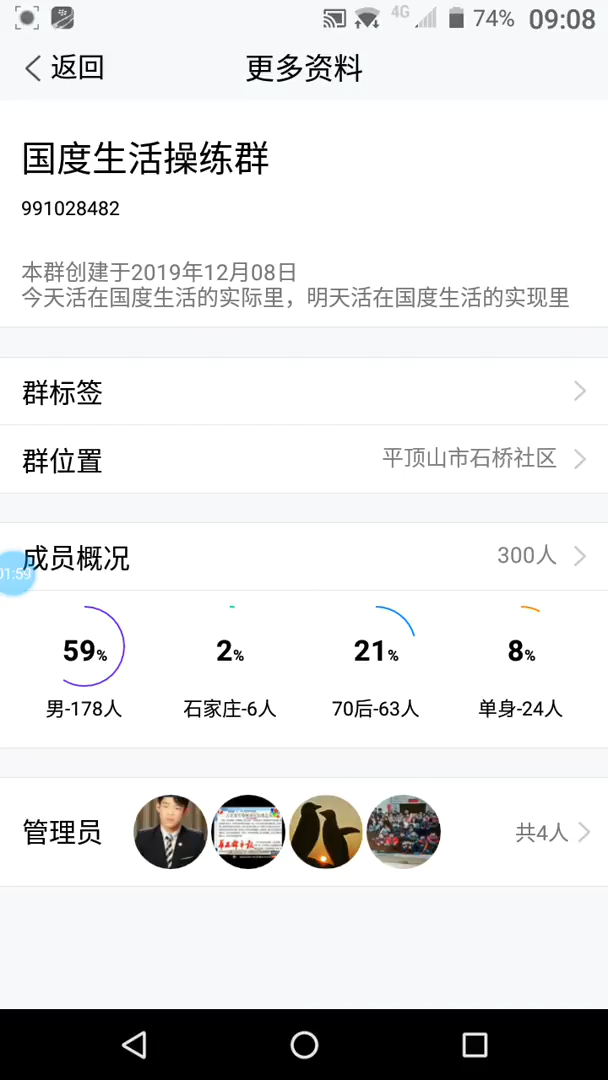 4G 74% 09:08
返回 更多资料
国度生活操练群
991028482
本群创建于2019年12月08日
今天活在国度生活的实际里，明天活在国度生活的实现里
群标签
群位置 平顶山市石桥社区
成员概况 300人
01:59
59% 2% 21% 8%
男-178人 石家庄-6人 70后-63人 单身-24人
管理员 共4人